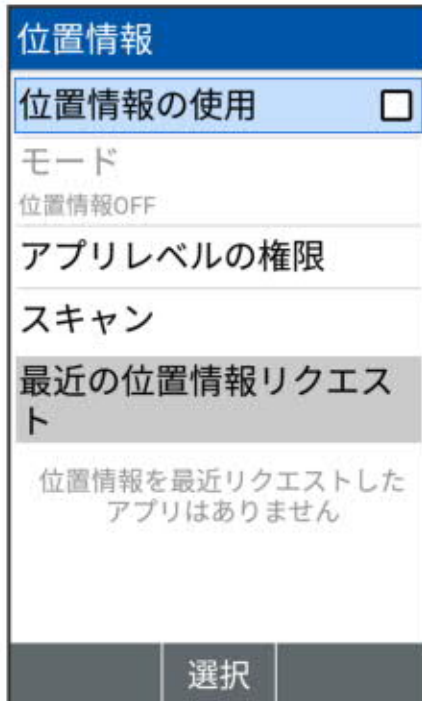 位置情報
位置情報の使用
モード
位置情報OFF
アプリレベルの権限
スキャン
最近の位置情報リクエス
ト
位置情報を最近リクエストした
アプリはありません
選択